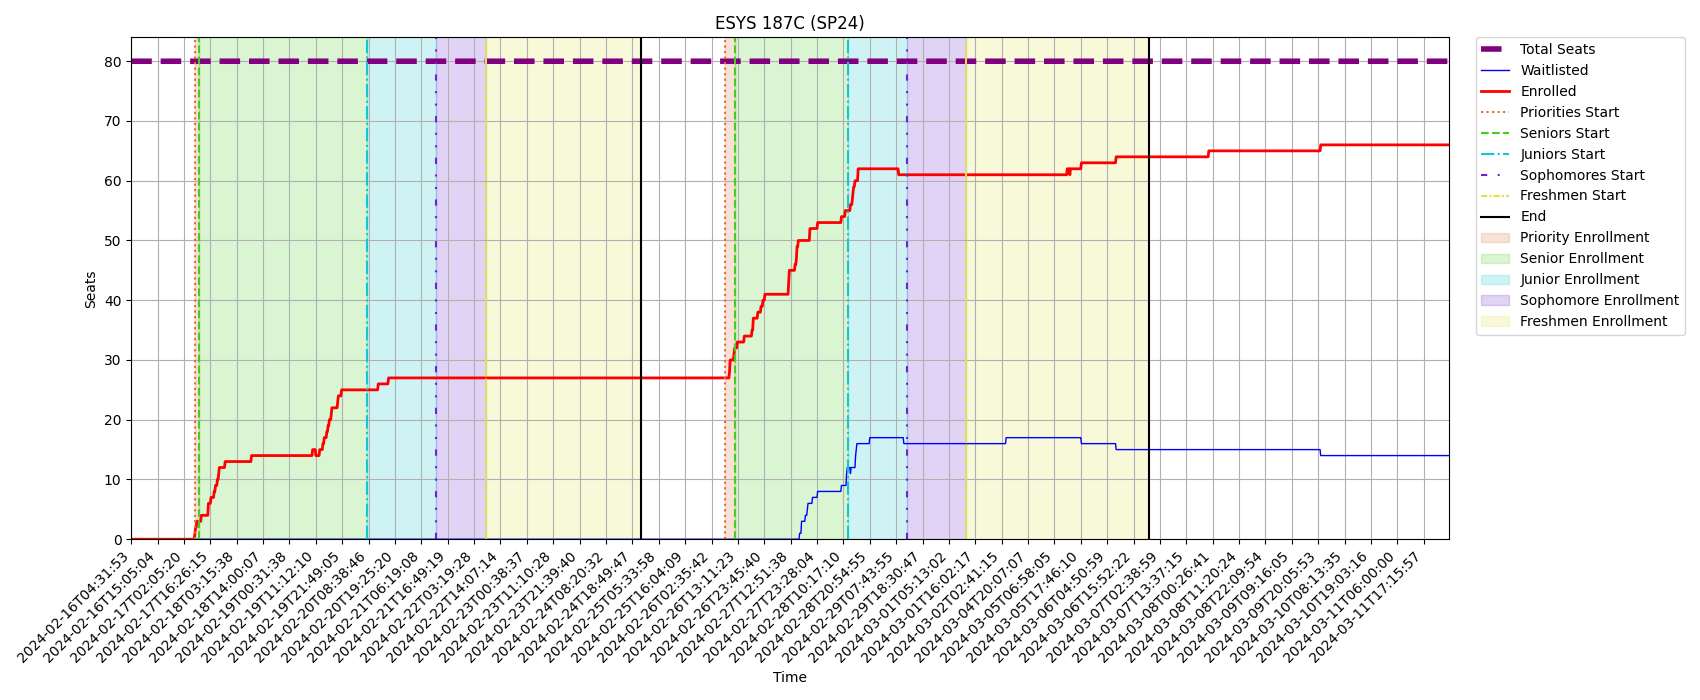 ESYS 187C (SP24)
Seats
80
70
60
50
40
30
20
10
0
2024-02-16T04:31:53
2024-02-16T15:05:04
2024-02-17T02:05:20
2024-02-17T16:26:15
2024-02-18T03:15:38
2024-02-18T14:00:07
2024-02-19T00:31:38
2024-02-19T11:12:10
2024-02-19T21:49:05
2024-02-20T08:38:46
2024-02-20T19:25:20
2024-02-21T06:19:08
2024-02-21T16:49:19
2024-02-22T03:19:28
2024-02-22T14:07:14
2024-02-23T00:38:37
2024-02-23T11:10:28
2024-02-23T21:39:40
2024-02-24T08:20:32
2024-02-24T18:49:47
2024-02-25T05:33:58
2024-02-25T16:04:09
2024-02-26T02:35:42
2024-02-26T13:11:23
2024-02-26T23:45:40
2024-02-27T12:51:38
2024-02-27T23:28:04
2024-02-28T10:17:10
2024-02-28T20:54:55
2024-02-29T07:43:55
2024-02-29T18:30:47
2024-03-01T05:13:02
2024-03-01T16:02:17
2024-03-02T02:41:15
2024-03-04T20:07:07
2024-03-05T06:58:05
2024-03-05T17:46:10
2024-03-06T04:50:59
2024-03-06T15:52:22
2024-03-07T02:38:59
2024-03-07T13:37:15
2024-03-08T00:26:41
2024-03-08T11:20:24
2024-03-08T22:09:54
2024-03-09T09:16:05
2024-03-09T20:05:53
2024-03-10T08:13:35
2024-03-10T19:03:16
2024-03-11T06:00:00
2024-03-11T17:15:57
Time
Total Seats
Waitlisted
Enrolled
Priorities Start
Seniors Start
Juniors Start
Sophomores Start
Freshmen Start
End
Priority Enrollment
Senior Enrollment
Junior Enrollment
Sophomore Enrollment
Freshmen Enrollment